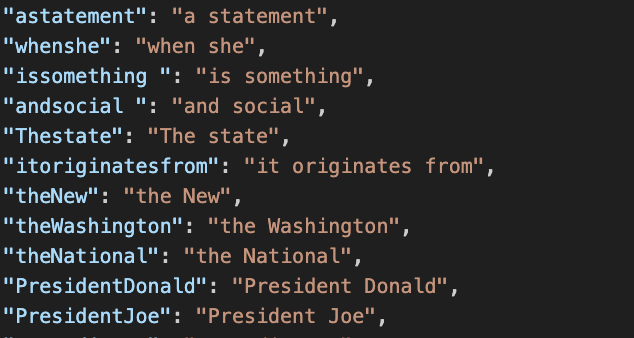 "astatement": "a statement",
"whenshe": "when she",
"issomething ": "is something",
"andsocial ": "and social",
"Thestate": "The state",
"itoriginatesfrom": "it originates from",
"theNew": "the New",
"theWashington": "the Washington",
"theNational": "the National",
"PresidentDonald": "President Donald",
"PresidentJoe": "President Joe",